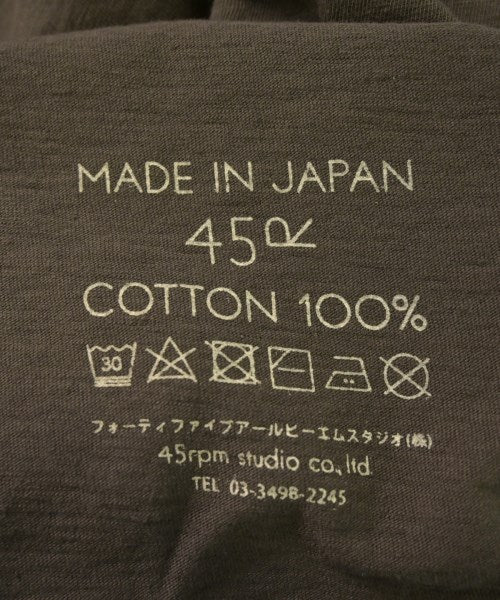 MADE IN JAPAN
45R
COTTON 100%
30
フォーティファイブアールピーエムスタジオ(株)
45rpm studio co.,ltd.
TEL 03-3498-2245